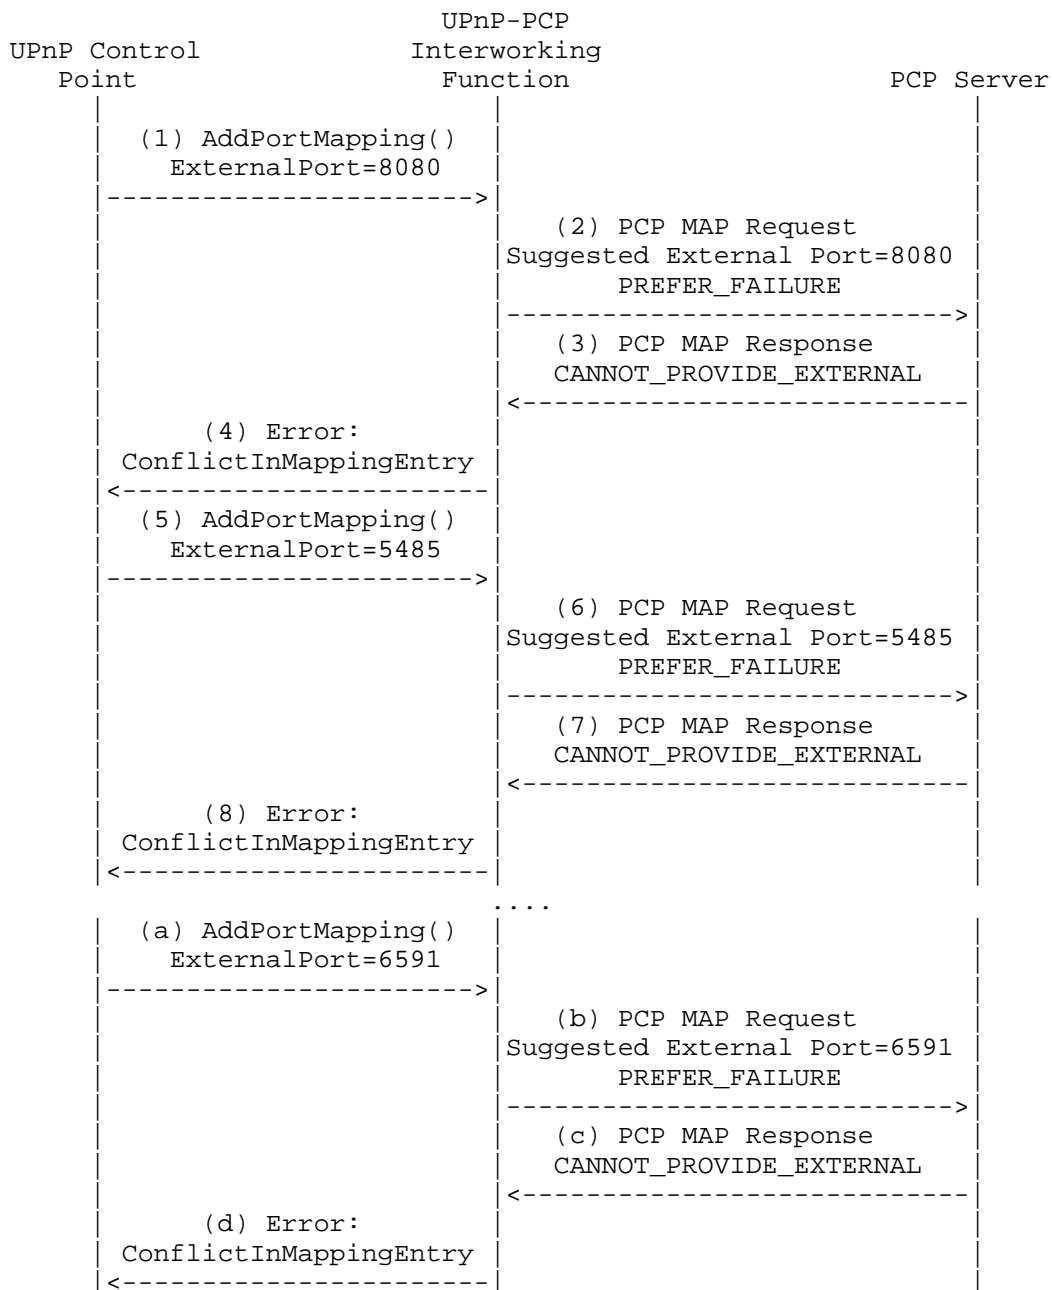 UPnP-PCP
UPnP Control Interworking
Point Function PCP Server
(1) AddPortMapping()
ExternalPort=8080
(2) PCP MAP Request
Suggested External Port=8080
PREFER_FAILURE
(3) PCP MAP Response
CANNOT_PROVIDE_EXTERNAL
(4) Error:
ConflictInMappingEntry
(5) AddPortMapping()
ExternalPort=5485
(6) PCP MAP Request
Suggested External Port=5485
PREFER_FAILURE
(7) PCP MAP Response
CANNOT_PROVIDE_EXTERNAL
(8) Error:
ConflictInMappingEntry
....
(a) AddPortMapping()
ExternalPort=6591
(b) PCP MAP Request
Suggested External Port=6591
PREFER_FAILURE
(c) PCP MAP Response
CANNOT_PROVIDE_EXTERNAL
(d) Error:
ConflictInMappingEntry